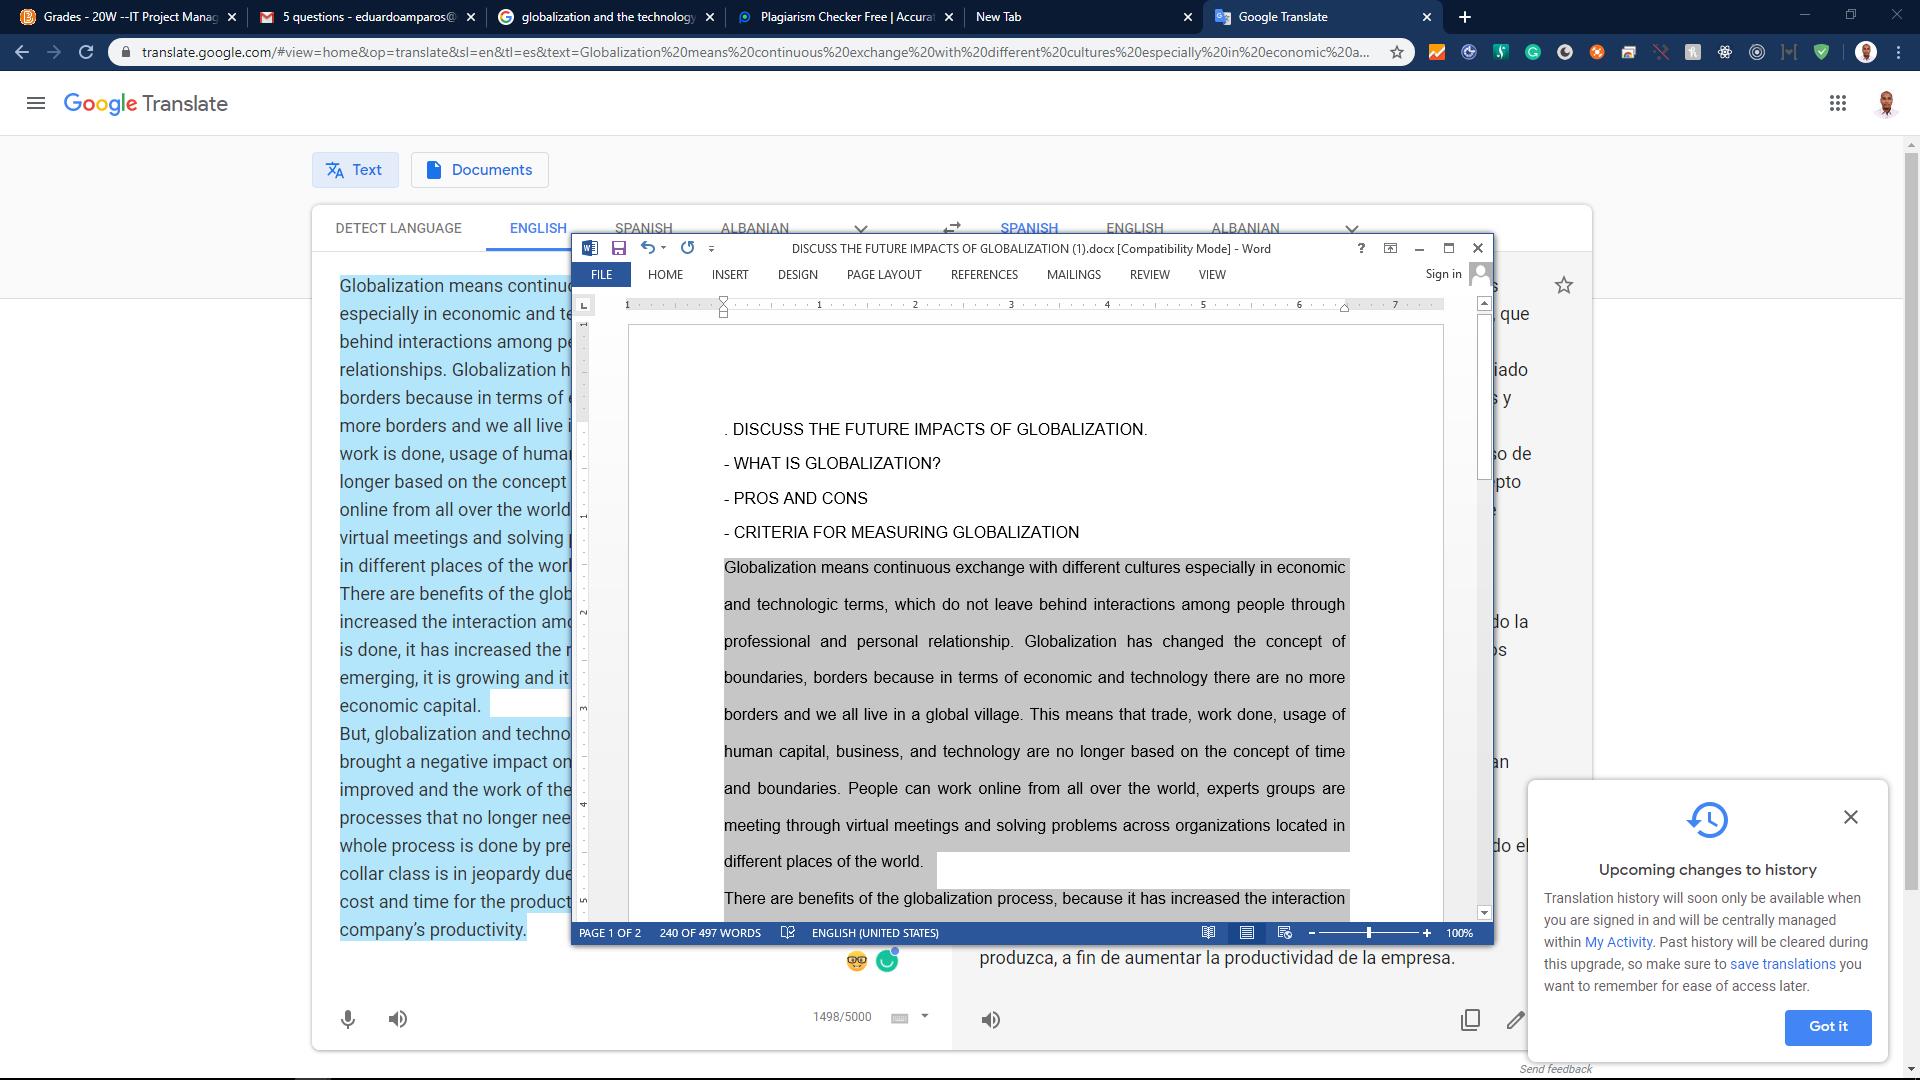 Grades - 20W --IT Project Manag
5 questions - eduardoamparos@
globalization and the technology
Plagiarism Checker Free | Accurat
New Tab
Google Translate
translate.google.com/#view=home&op=translate&sl=en&tl=es&text=Globalization%20means%20continuous%20exchange%20with%20different%20cultures%20especially%20in%20economic%20a...
Google Translate
Text
Documents
DETECT LANGUAGE
ENGLISH
SPANISH
ALBANIAN
SPANISH
ENGLISH
ALBANIAN
Globalization means continuo
especially in economic and te
behind interactions among pe
relationships. Globalization h
borders because in terms of e
more borders and we all live i
work is done, usage of human
longer based on the concept
online from all over the world
virtual meetings and solving p
in different places of the worl
There are benefits of the glob
increased the interaction amo
is done, it has increased the r
emerging, it is growing and it
economic capital.
But, globalization and techno
brought a negative impact on
improved and the work of the
processes that no longer nee
whole process is done by pre
collar class is in jeopardy due
cost and time for the product
company's productivity.
1498/5000
DISCUSS THE FUTURE IMPACTS OF GLOBALIZATION (1).docx [Compatibility Mode] - Word
FILE
HOME
INSERT
DESIGN
PAGE LAYOUT
REFERENCES
MAILINGS
REVIEW
VIEW
Sign in
1 1 2 3 4 5 6 7
1
1
2
3
4
5
. DISCUSS THE FUTURE IMPACTS OF GLOBALIZATION.
- WHAT IS GLOBALIZATION?
- PROS AND CONS
- CRITERIA FOR MEASURING GLOBALIZATION
Globalization means continuous exchange with different cultures especially in economic
and technologic terms, which do not leave behind interactions among people through
professional and personal relationship. Globalization has changed the concept of
boundaries, borders because in terms of economic and technology there are no more
borders and we all live in a global village. This means that trade, work done, usage of
human capital, business, and technology are no longer based on the concept of time
and boundaries. People can work online from all over the world, experts groups are
meeting through virtual meetings and solving problems across organizations located in
different places of the world.
There are benefits of the globalization process, because it has increased the interaction
PAGE 1 OF 2
240 OF 497 WORDS
ENGLISH (UNITED STATES)
100%
s
, que
iado
s y
so de
epto
e
do la
os
an
do el
produzca, a fin de aumentar la productividad de la empresa.
Upcoming changes to history
Translation history will soon only be available when
you are signed in and will be centrally managed
within My Activity. Past history will be cleared during
this upgrade, so make sure to save translations you
want to remember for ease of access later.
Got it
Send feedback